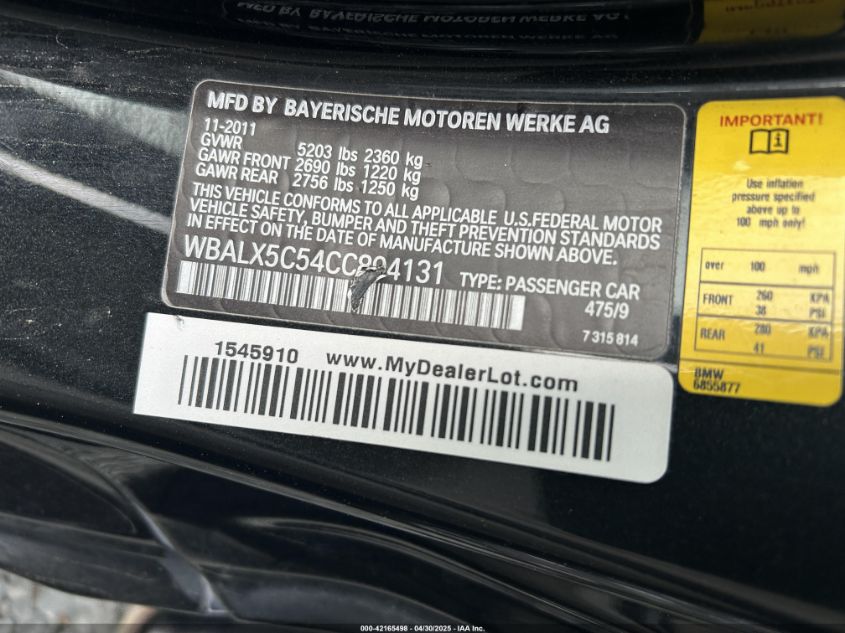 MFD BY BAYERISCHE MOTOREN WERKE AG
11-2011
GVWR 5203 lbs 2360 kg
GAWR FRONT 2690 lbs 1220 kg
GAWR REAR 2756 lbs 1250 kg
THIS VEHICLE CONFORMS TO ALL APPLICABLE U.S.FEDERAL MOTOR
VEHICLE SAFETY, BUMPER AND THEFT PREVENTION STANDARDS
IN EFFECT ON THE DATE OF MANUFACTURE SHOWN ABOVE.
WBALX5C54CC894131 TYPE: PASSENGER CAR
475/9
7 315 814
1545910 www.MyDealerLot.com
IMPORTANT!
Use inflation
pressure specified
above up to
100 mph only!
over 100 mph
FRONT 260 KPA
38 PSI
REAR 280 KPA
41 PSI
BMW
6855877
000-42165498 - 04/30/2025 - IAA Inc.